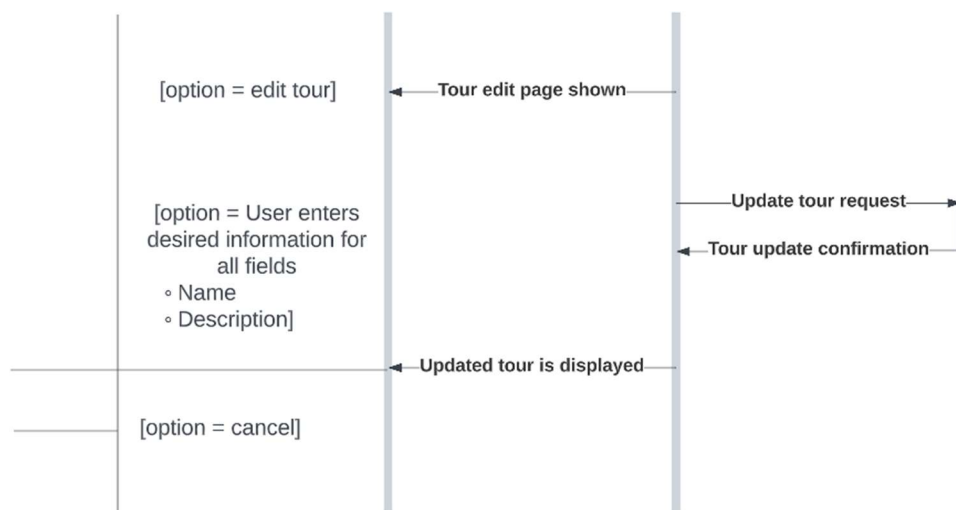 [option = edit tour]
Tour edit page shown
Update tour request
[option = User enters
desired information for
all fields
∘ Name
∘ Description]
Tour update confirmation
Updated tour is displayed
[option = cancel]